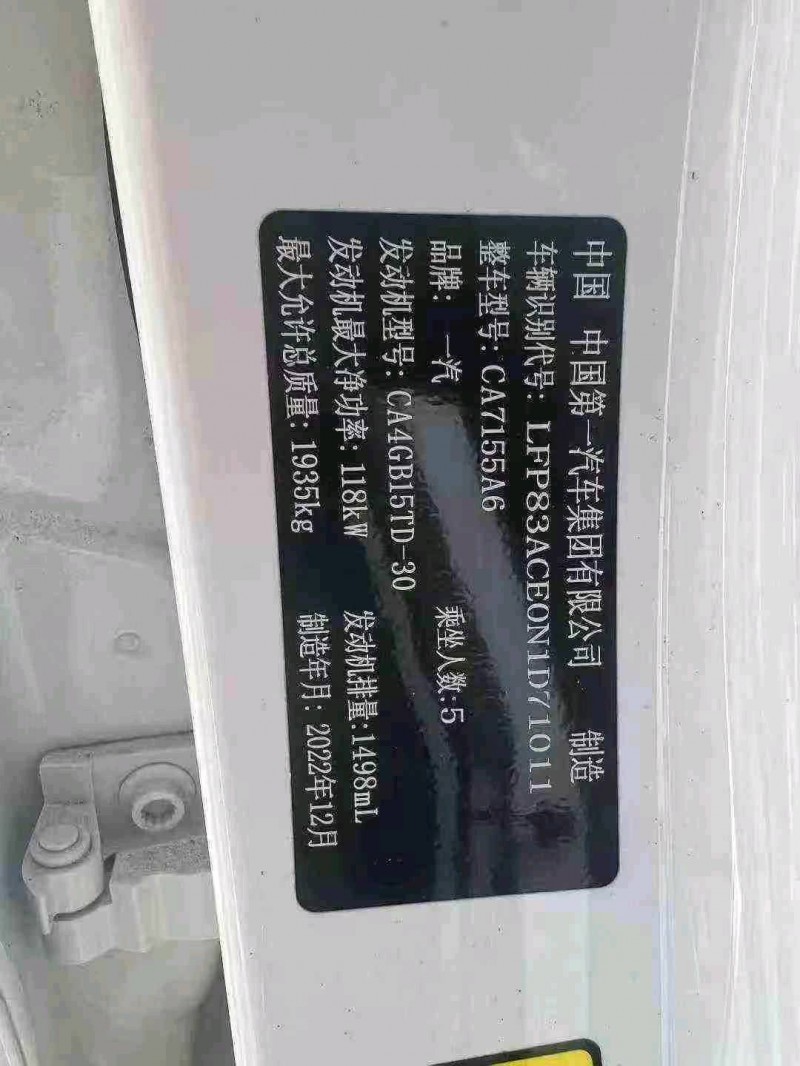 中国 中国第一汽车集团有限公司 制造
车辆识别代号: LFP83ACE0N1D71011
整车型号: CA7155A6
品牌: 一汽 乘坐人数:5
发动机型号: CA4GB15TD-30
发动机最大净功率: 118kW 发动机排量:1498mL
最大允许总质量: 1935kg 制造年月: 2022年12月